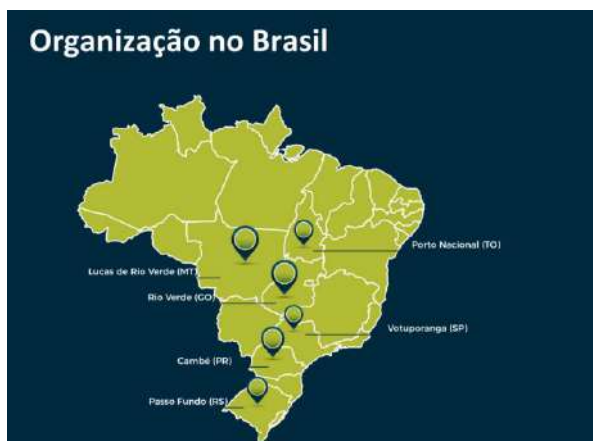 Organização no Brasil
Porto Nacional (TO)
Lucas de Rio Verde (MT)
Rio Verde (GO)
Votuporanga (SP)
Cambé (PR)
Passo Fundo (RS)